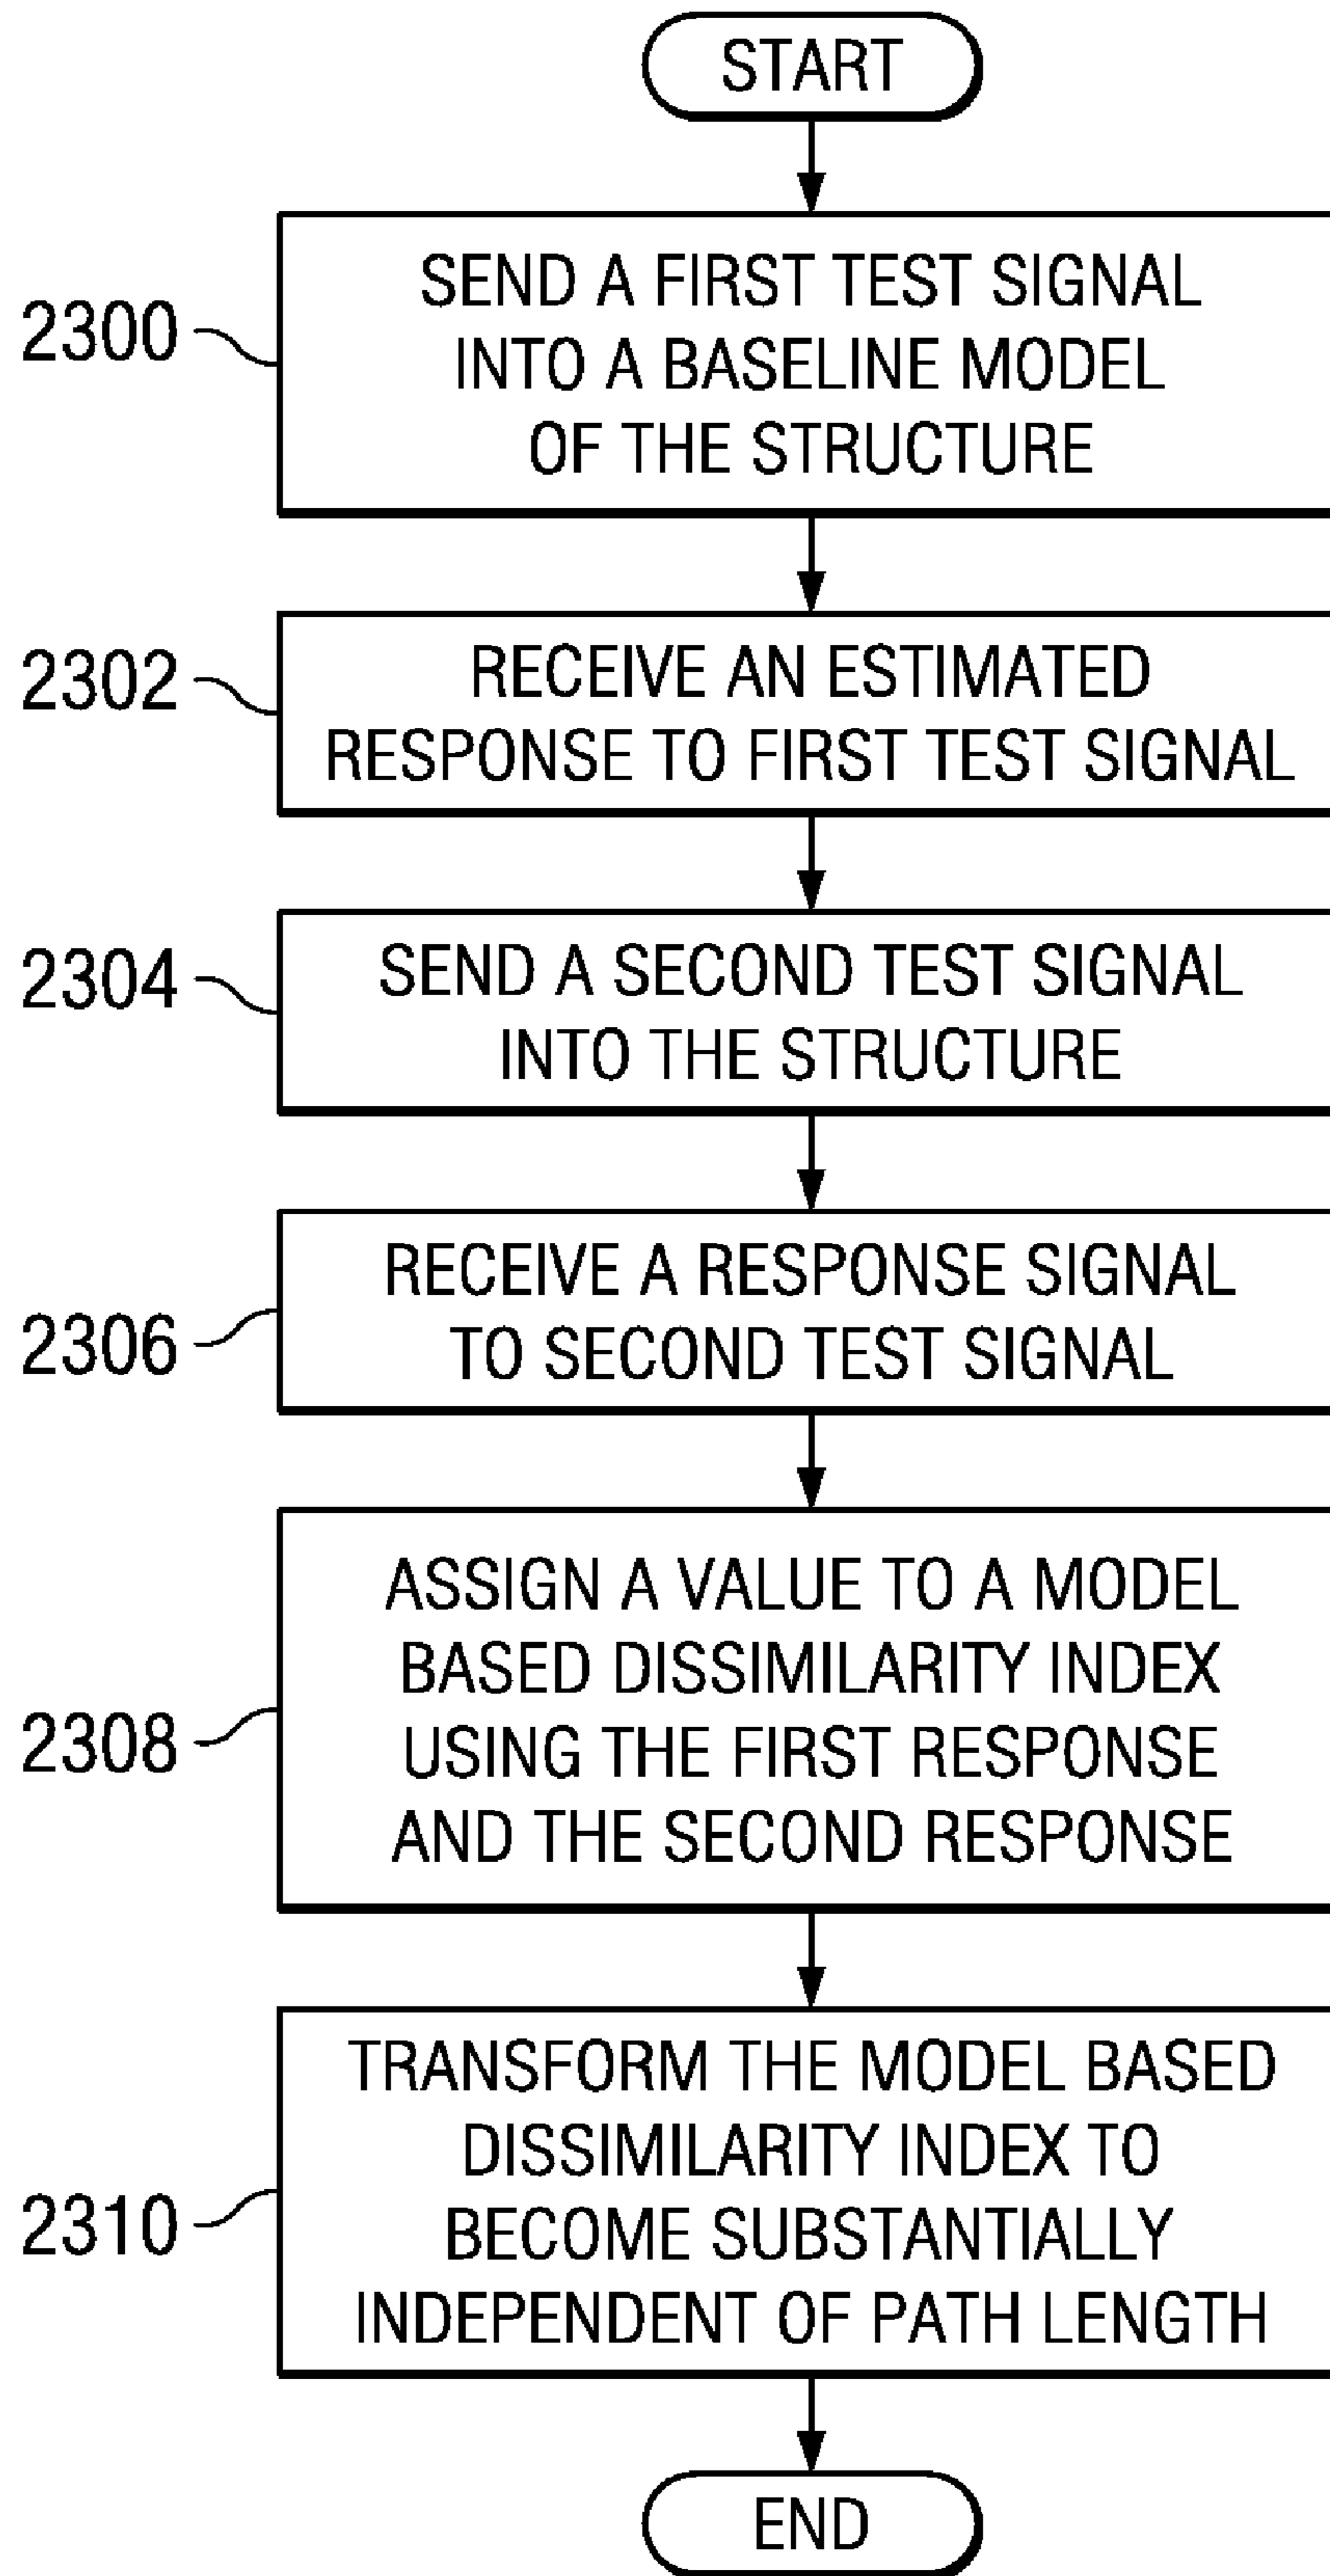 START
2300
SEND A FIRST TEST SIGNAL
INTO A BASELINE MODEL
OF THE STRUCTURE
2302
RECEIVE AN ESTIMATED
RESPONSE TO FIRST TEST SIGNAL
2304
SEND A SECOND TEST SIGNAL
INTO THE STRUCTURE
2306
RECEIVE A RESPONSE SIGNAL
TO SECOND TEST SIGNAL
2308
ASSIGN A VALUE TO A MODEL
BASED DISSIMILARITY INDEX
USING THE FIRST RESPONSE
AND THE SECOND RESPONSE
2310
TRANSFORM THE MODEL BASED
DISSIMILARITY INDEX TO
BECOME SUBSTANTIALLY
INDEPENDENT OF PATH LENGTH
END